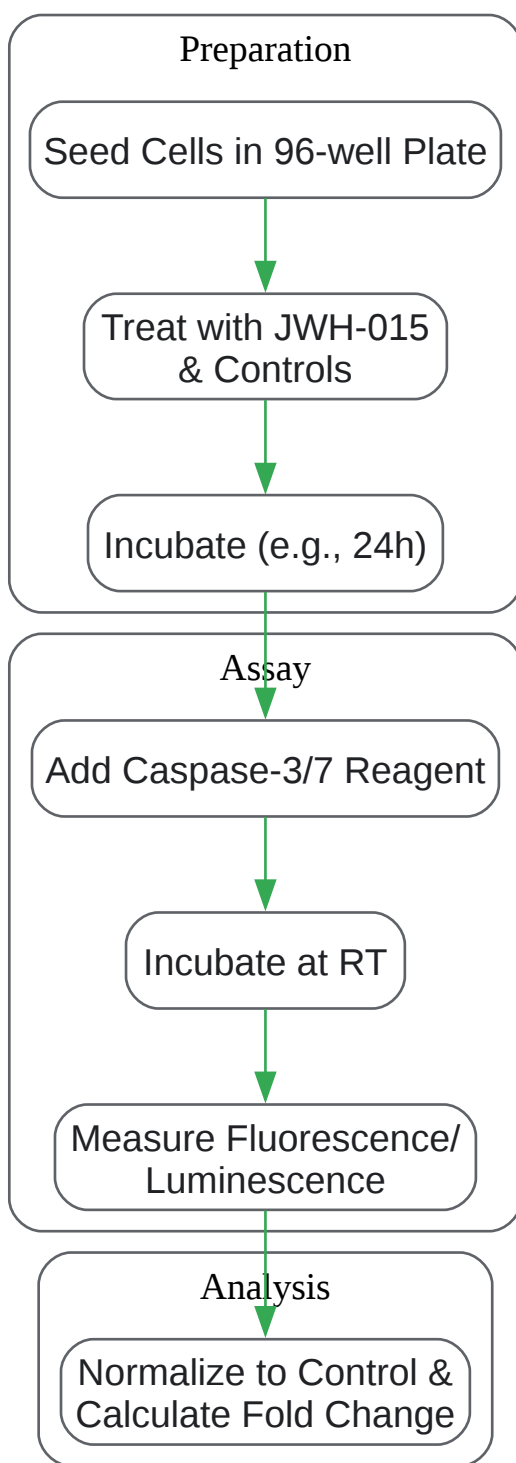 Preparation
Seed Cells in 96-well Plate
Treat with JWH-015
& Controls
Incubate (e.g., 24h)
Assay
Add Caspase-3/7 Reagent
Incubate at RT
Measure Fluorescence/
Luminescence
Analysis
Normalize to Control &
Calculate Fold Change